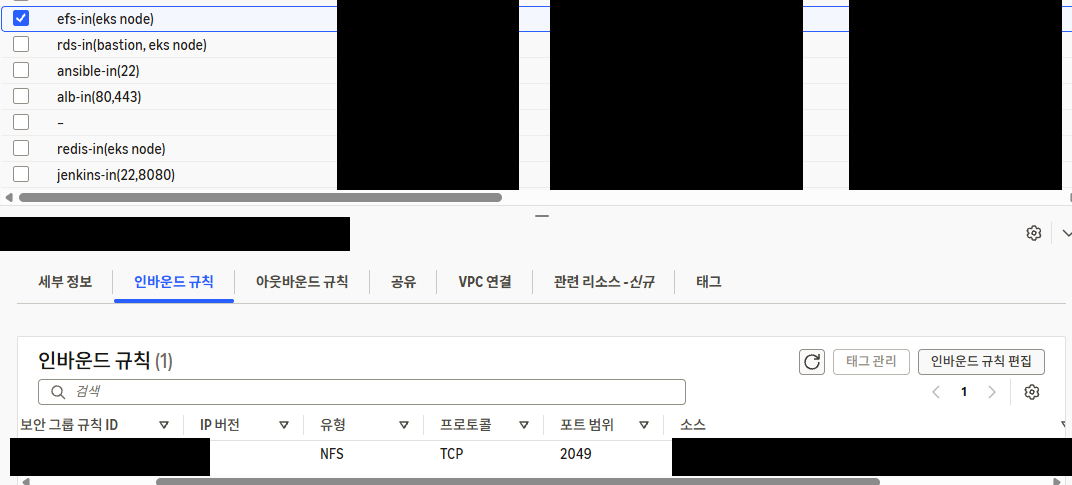 efs-in(eks node)
rds-in(bastion, eks node)
ansible-in(22)
alb-in(80,443)
–
redis-in(eks node)
jenkins-in(22,8080)
세부 정보 인바운드 규칙 아웃바운드 규칙 공유 VPC 연결 관련 리소스 -신규 태그
인바운드 규칙 (1)
태그 관리 인바운드 규칙 편집
검색
1
보안 그룹 규칙 ID IP 버전 유형 프로토콜 포트 범위 소스
NFS TCP 2049